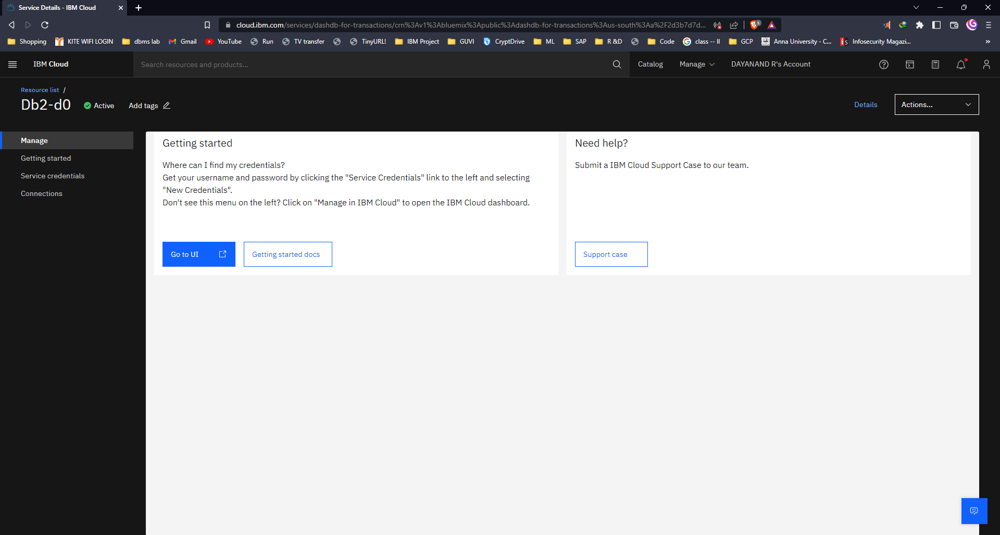 Service Details - IBM Cloud
cloud.ibm.com/services/dashdb-for-transactions/crn%3Av1%3Abluemix%3Apublic%3Adashdb-for-transactions%3Aus-south%3Aa%2F2d3b7d7d...
5
Shopping KITE WIFI LOGIN dbms lab Gmail YouTube Run TV transfer TinyURL! IBM Project GUVI CryptDrive ML SAP R &D Code class -- II GCP Anna University - C... Infosecurity Magazi...
IBM Cloud
Search resources and products...
Catalog Manage DAYANAND R's Account
Resource list /
Db2-d0 Active Add tags
Details Actions...
Manage
Getting started
Service credentials
Connections
Getting started
Where can I find my credentials?
Get your username and password by clicking the "Service Credentials" link to the left and selecting
"New Credentials".
Don't see this menu on the left? Click on "Manage in IBM Cloud" to open the IBM Cloud dashboard.
Go to UI Getting started docs
Need help?
Submit a IBM Cloud Support Case to our team.
Support case